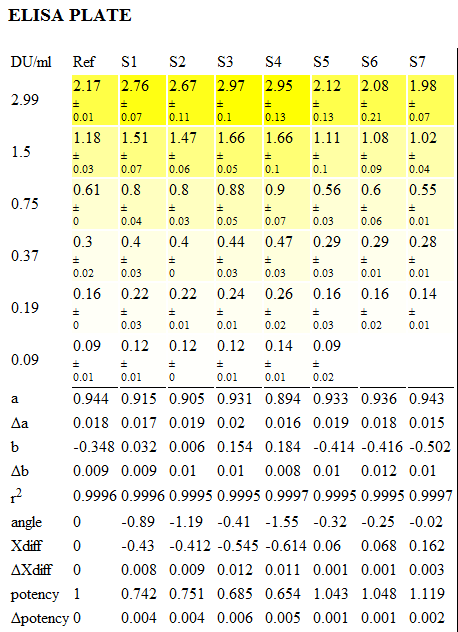 ELISA PLATE
DU/ml Ref S1 S2 S3 S4 S5 S6 S7
2.99 2.17 ± 0.01 2.76 ± 0.07 2.67 ± 0.11 2.97 ± 0.1 2.95 ± 0.13 2.12 ± 0.13 2.08 ± 0.21 1.98 ± 0.07
1.5 1.18 ± 0.03 1.51 ± 0.07 1.47 ± 0.06 1.66 ± 0.05 1.66 ± 0.1 1.11 ± 0.1 1.08 ± 0.09 1.02 ± 0.04
0.75 0.61 ± 0 0.8 ± 0.04 0.8 ± 0.03 0.88 ± 0.05 0.9 ± 0.07 0.56 ± 0.03 0.6 ± 0.06 0.55 ± 0.01
0.37 0.3 ± 0.02 0.4 ± 0.03 0.4 ± 0 0.44 ± 0.03 0.47 ± 0.03 0.29 ± 0.03 0.29 ± 0.01 0.28 ± 0.01
0.19 0.16 ± 0 0.22 ± 0.03 0.22 ± 0.01 0.24 ± 0.01 0.26 ± 0.02 0.16 ± 0.03 0.16 ± 0.02 0.14 ± 0.01
0.09 0.09 ± 0.01 0.12 ± 0.01 0.12 ± 0 0.12 ± 0.01 0.14 ± 0.01 0.09 ± 0.02
a 0.944 0.915 0.905 0.931 0.894 0.933 0.936 0.943
Δa 0.018 0.017 0.019 0.02 0.016 0.019 0.018 0.015
b -0.348 0.032 0.006 0.154 0.184 -0.414 -0.416 -0.502
Δb 0.009 0.009 0.01 0.01 0.008 0.01 0.012 0.01
r² 0.9996 0.9996 0.9995 0.9995 0.9997 0.9995 0.9995 0.9997
angle 0 -0.89 -1.19 -0.41 -1.55 -0.32 -0.25 -0.02
Xdiff 0 -0.43 -0.412 -0.545 -0.614 0.06 0.068 0.162
ΔXdiff 0 0.008 0.009 0.012 0.011 0.001 0.001 0.003
potency 1 0.742 0.751 0.685 0.654 1.043 1.048 1.119
Δpotency 0 0.004 0.004 0.006 0.005 0.001 0.001 0.002